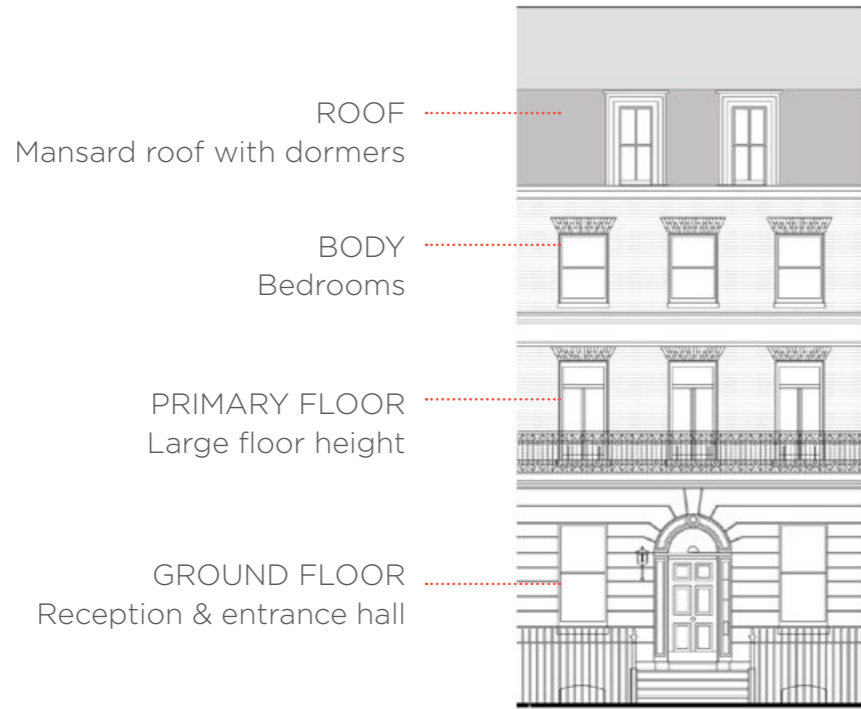 ROOF
Mansard roof with dormers
BODY
Bedrooms
PRIMARY FLOOR
Large floor height
GROUND FLOOR
Reception & entrance hall